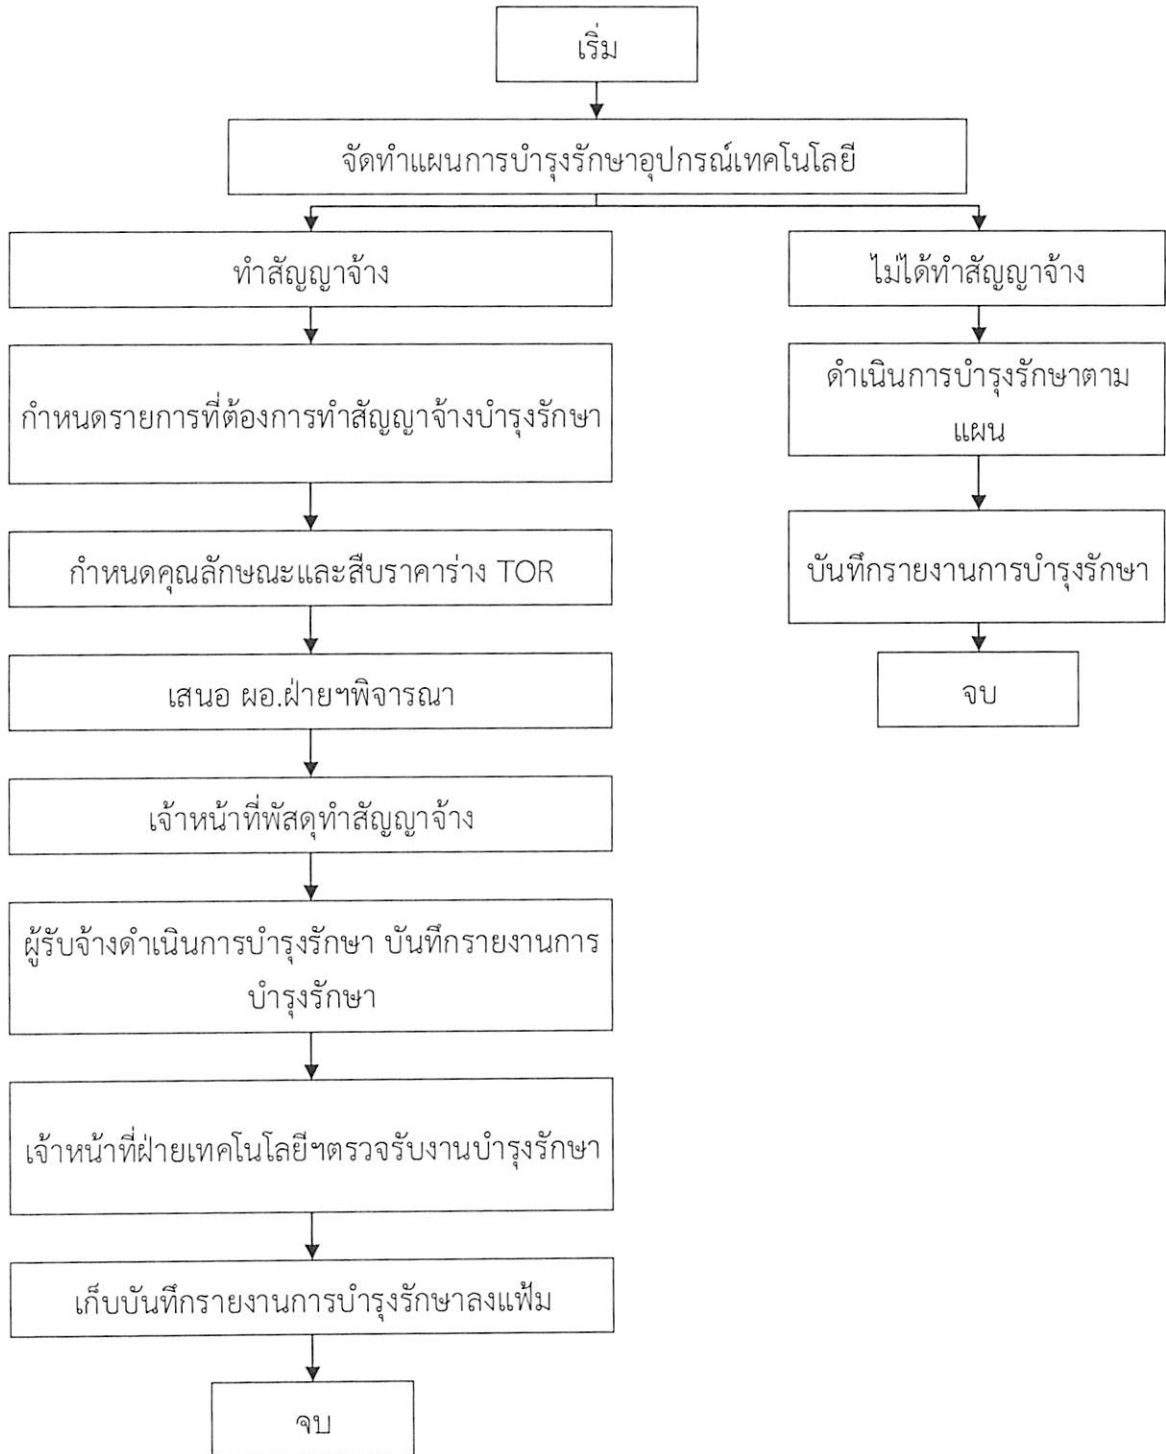 เริ่ม
จัดทำแผนการบำรุงรักษาอุปกรณ์เทคโนโลยี
ทำสัญญาจ้าง
กำหนดรายการที่ต้องการทำสัญญาจ้างบำรุงรักษา
กำหนดคุณลักษณะและสืบราคาร่าง TOR
เสนอ ผอ.ฝ่ายฯพิจารณา
เจ้าหน้าที่พัสดุทำสัญญาจ้าง
ผู้รับจ้างดำเนินการบำรุงรักษา บันทึกรายงานการ
บำรุงรักษา
เจ้าหน้าที่ฝ่ายเทคโนโลยีฯตรวจรับงานบำรุงรักษา
เก็บบันทึกรายงานการบำรุงรักษาลงแฟ้ม
จบ
ไม่ได้ทำสัญญาจ้าง
ดำเนินการบำรุงรักษาตาม
แผน
บันทึกรายงานการบำรุงรักษา
จบ